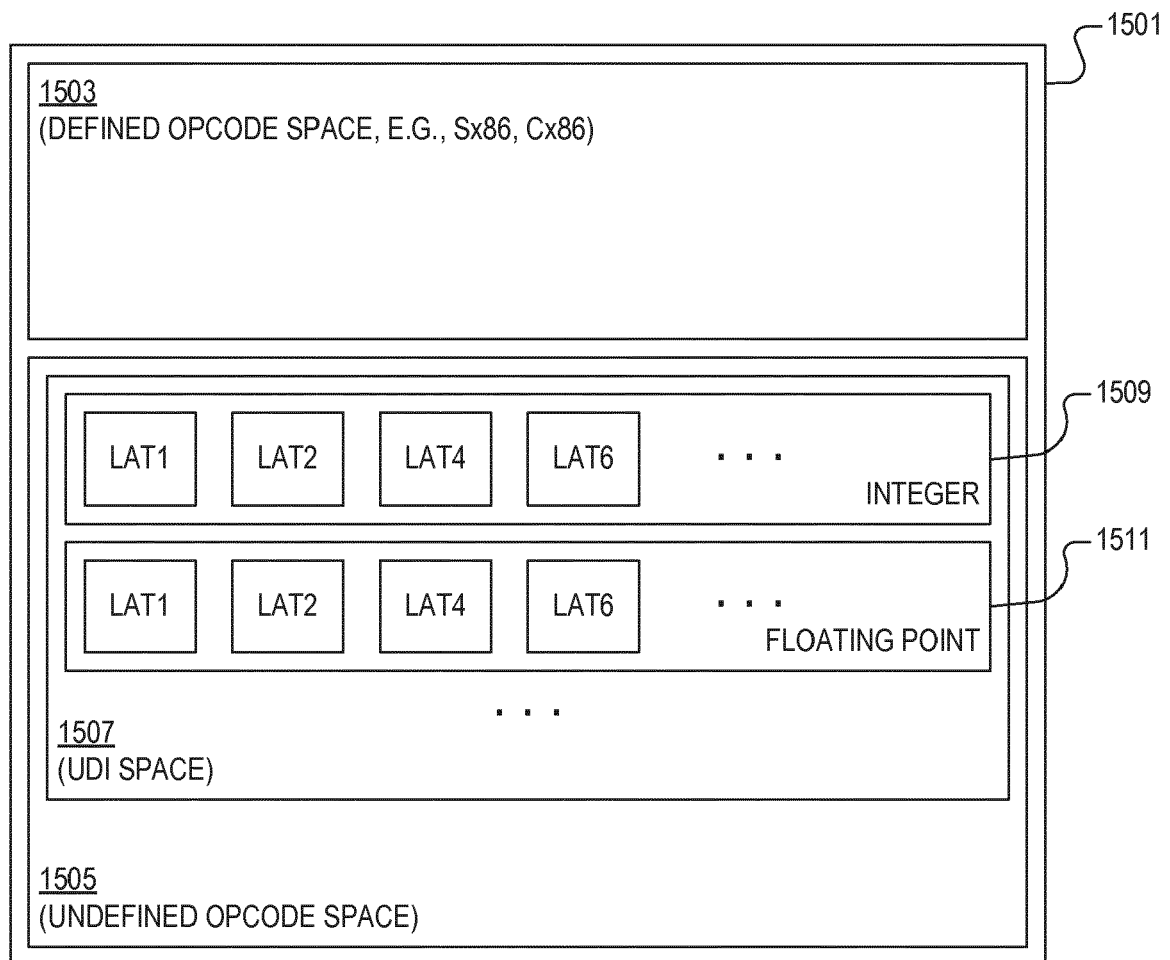 1501
1503
(DEFINED OPCODE SPACE, E.G., Sx86, Cx86)
1509
LAT1 LAT2 LAT4 LAT6 . . .
INTEGER
1511
LAT1 LAT2 LAT4 LAT6 . . .
FLOATING POINT
. . .
1507
(UDI SPACE)
1505
(UNDEFINED OPCODE SPACE)